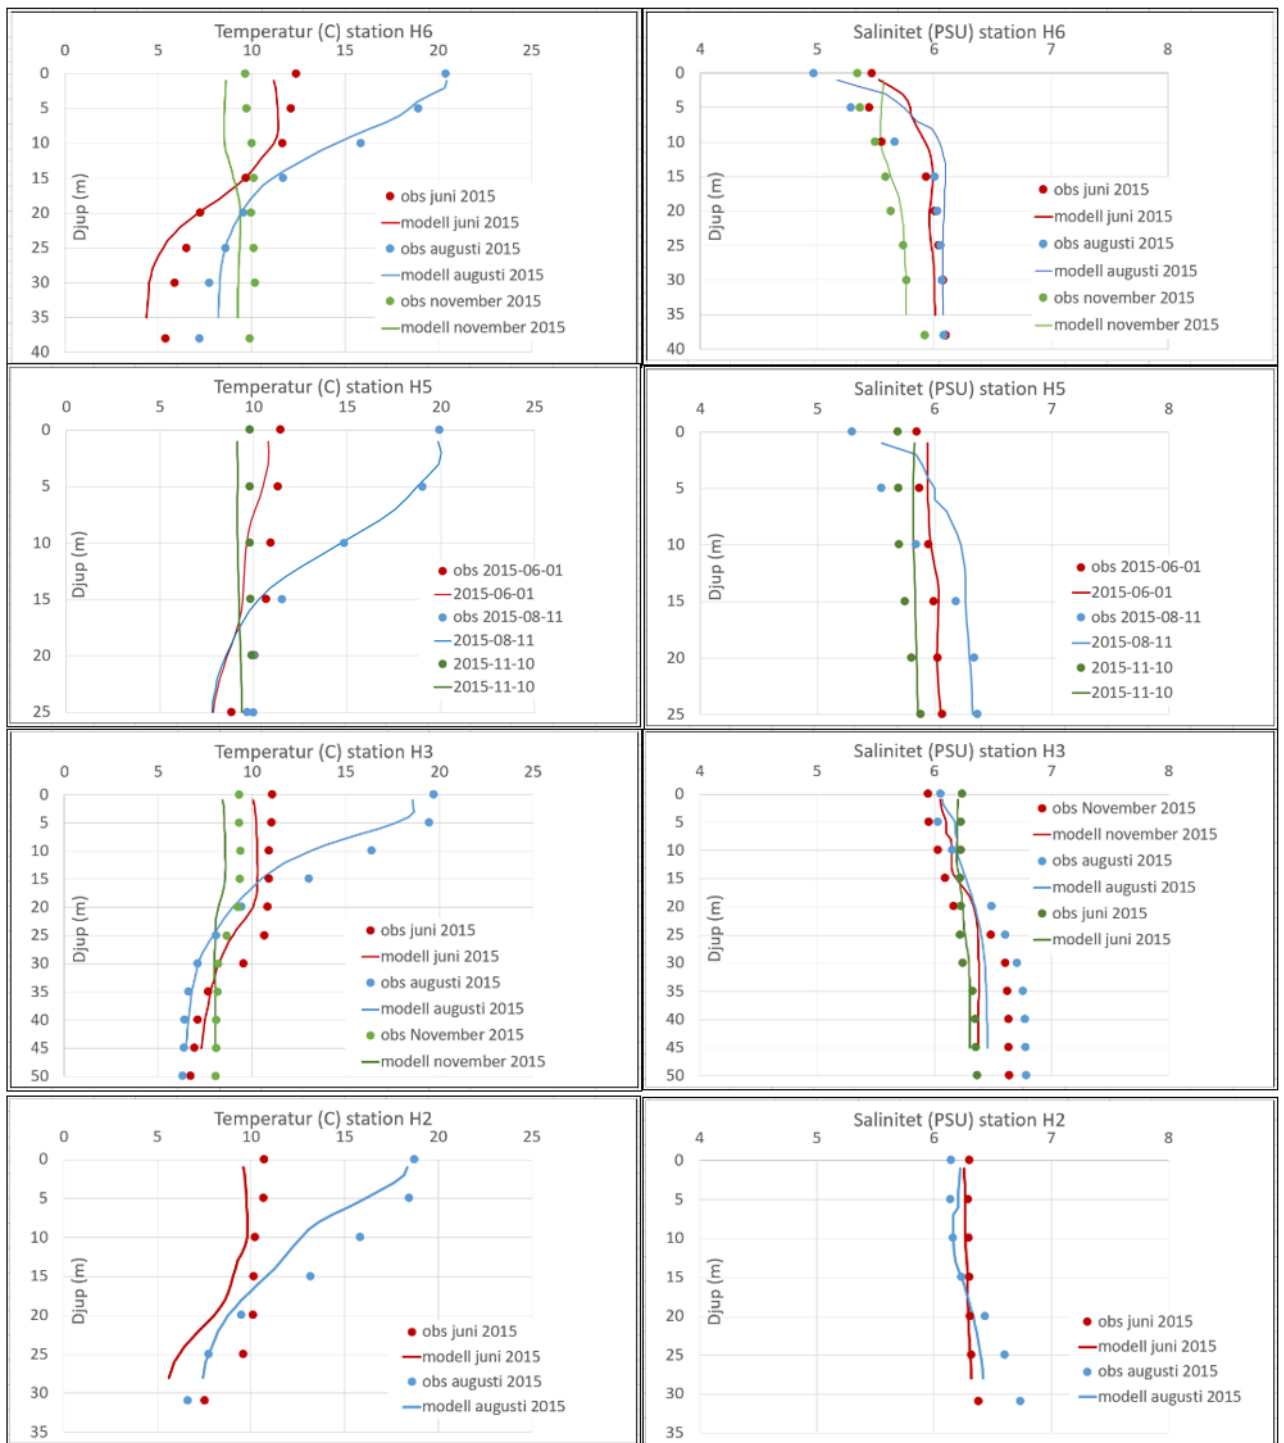 Temperatur (C) station H6
0 5 10 15 20 25
0
5
10
15
20
25
30
35
40
Djup (m)
obs juni 2015
modell juni 2015
obs augusti 2015
modell augusti 2015
obs november 2015
modell november 2015
Salinitet (PSU) station H6
4 5 6 7 8
0
5
10
15
20
25
30
35
40
Djup (m)
obs juni 2015
modell juni 2015
obs augusti 2015
modell augusti 2015
obs november 2015
modell november 2015
Temperatur (C) station H5
0 5 10 15 20 25
0
5
10
15
20
25
Djup (m)
obs 2015-06-01
2015-06-01
obs 2015-08-11
2015-08-11
2015-11-10
2015-11-10
Salinitet (PSU) station H5
4 5 6 7 8
0
5
10
15
20
25
Djup (m)
obs 2015-06-01
2015-06-01
obs 2015-08-11
2015-08-11
2015-11-10
2015-11-10
Temperatur (C) station H3
0 5 10 15 20 25
0
5
10
15
20
25
30
35
40
45
50
Djup (m)
obs juni 2015
modell juni 2015
obs augusti 2015
modell augusti 2015
obs November 2015
modell november 2015
Salinitet (PSU) station H3
4 5 6 7 8
0
5
10
15
20
25
30
35
40
45
50
Djup (m)
obs November 2015
modell november 2015
obs augusti 2015
modell augusti 2015
obs juni 2015
modell juni 2015
Temperatur (C) station H2
0 5 10 15 20 25
0
5
10
15
20
25
30
35
Djup (m)
obs juni 2015
modell juni 2015
obs augusti 2015
modell augusti 2015
Salinitet (PSU) station H2
4 5 6 7 8
0
5
10
15
20
25
30
35
Djup (m)
obs juni 2015
modell juni 2015
obs augusti 2015
modell augusti 2015